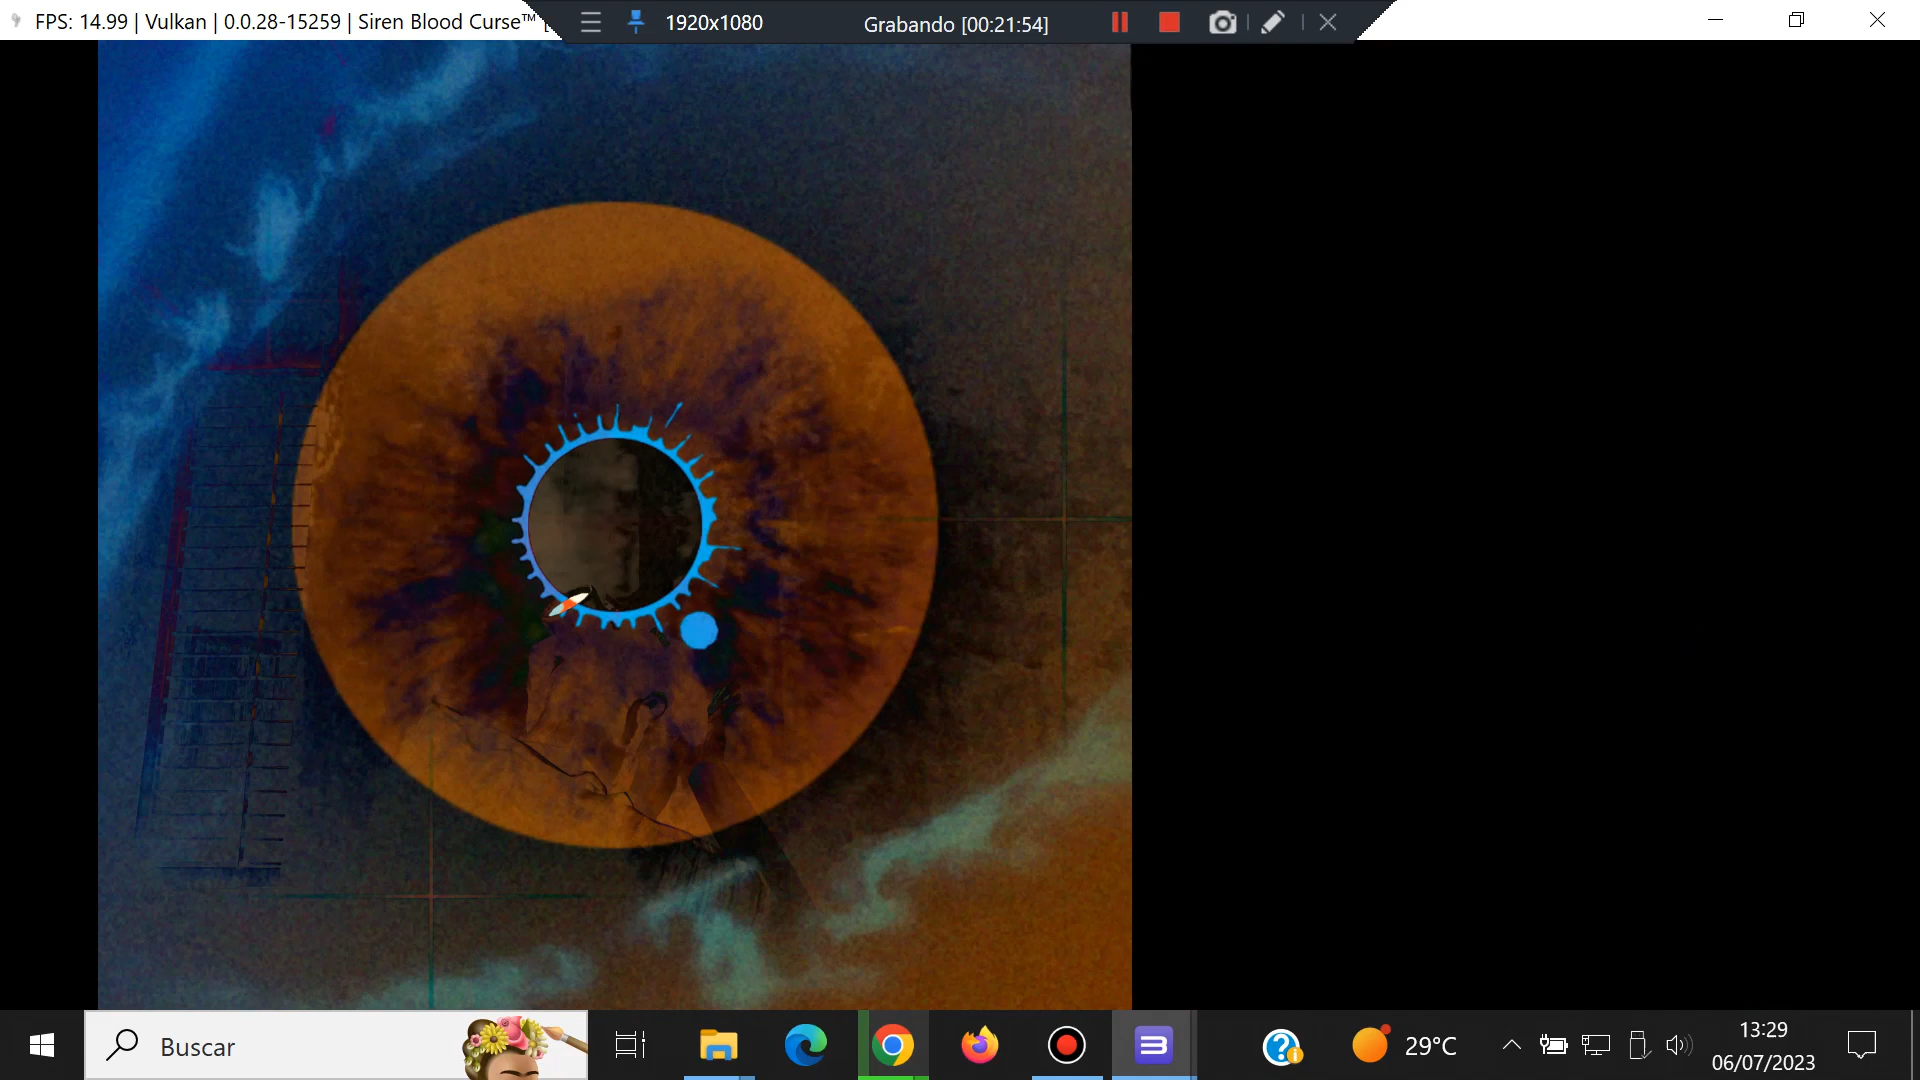 FPS: 14.99 | Vulkan | 0.0.28-15259 | Siren Blood Curse™ [
1920x1080
Grabando [00:21:54]
Buscar
29°C
13:29
06/07/2023